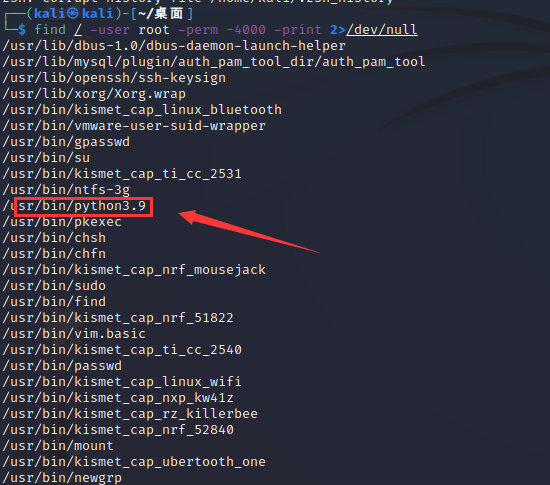 zsh: corrupt history file /home/kali/.zsh_history
┌──(kali㉿kali)-[~/桌面]
└─$ find / -user root -perm -4000 -print 2>/dev/null
/usr/lib/dbus-1.0/dbus-daemon-launch-helper
/usr/lib/mysql/plugin/auth_pam_tool_dir/auth_pam_tool
/usr/lib/openssh/ssh-keysign
/usr/lib/xorg/Xorg.wrap
/usr/bin/kismet_cap_linux_bluetooth
/usr/bin/vmware-user-suid-wrapper
/usr/bin/gpasswd
/usr/bin/su
/usr/bin/kismet_cap_ti_cc_2531
/usr/bin/ntfs-3g
/usr/bin/python3.9
/usr/bin/pkexec
/usr/bin/chsh
/usr/bin/chfn
/usr/bin/kismet_cap_nrf_mousejack
/usr/bin/sudo
/usr/bin/find
/usr/bin/kismet_cap_nrf_51822
/usr/bin/vim.basic
/usr/bin/kismet_cap_ti_cc_2540
/usr/bin/passwd
/usr/bin/kismet_cap_linux_wifi
/usr/bin/kismet_cap_nxp_kw41z
/usr/bin/kismet_cap_rz_killerbee
/usr/bin/kismet_cap_nrf_52840
/usr/bin/mount
/usr/bin/kismet_cap_ubertooth_one
/usr/bin/newgrp